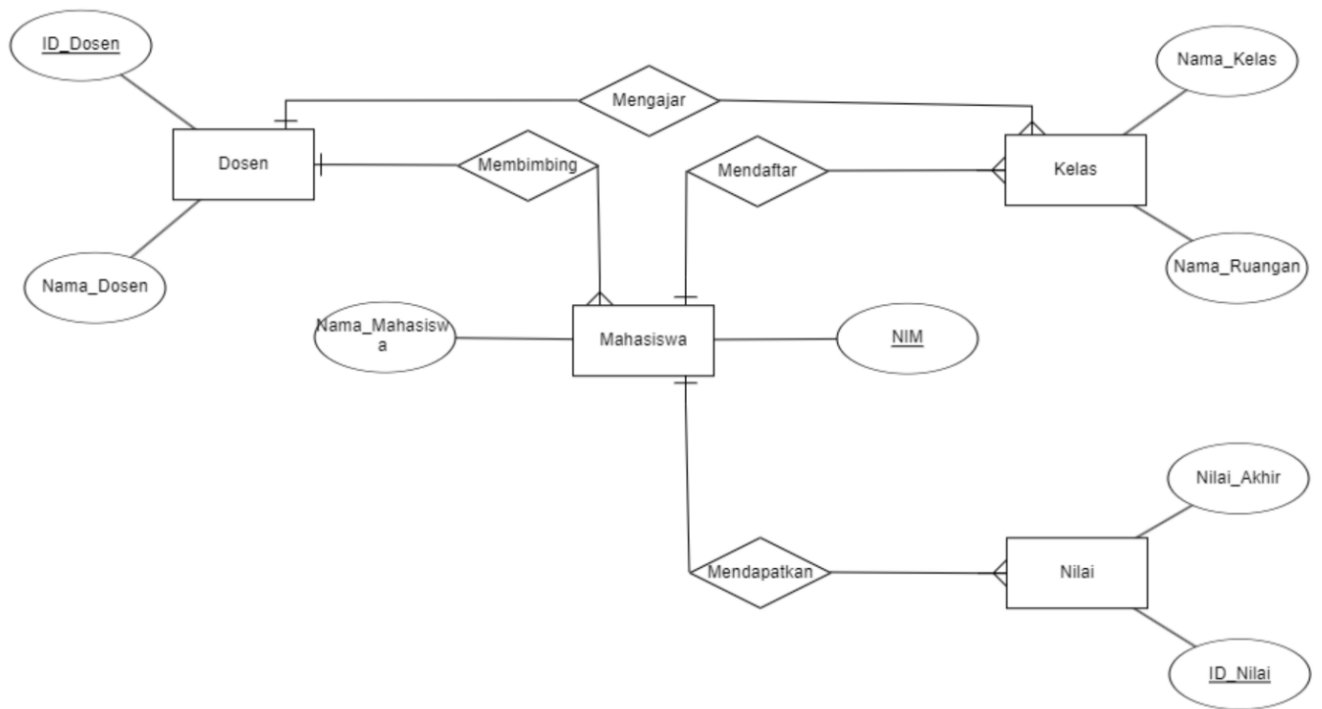 ID_Dosen
Nama_Kelas
Mengajar
Dosen
Membimbing
Mendaftar
Kelas
Nama_Dosen
Nama_Ruangan
Nama_Mahasisw
a
Mahasiswa
NIM
Nilai_Akhir
Mendapatkan
Nilai
ID_Nilai